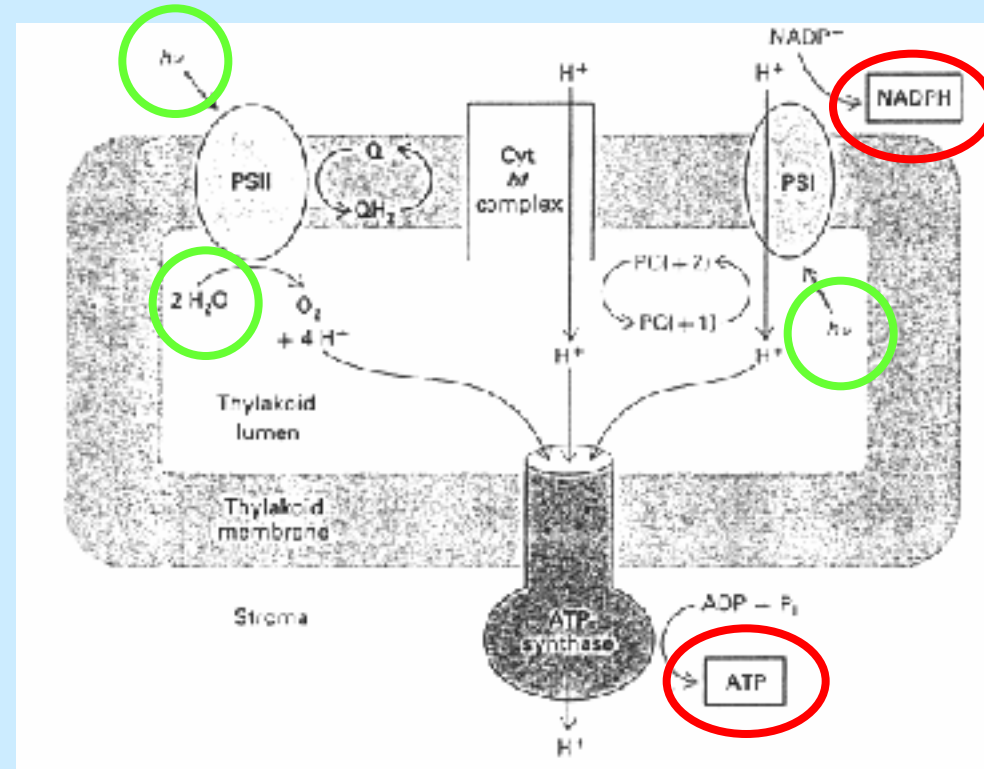 hν
NADP⁺
H⁺
H⁺
NADPH
PSII
Q
QH₂
Cyt
bf
complex
PSI
2 H₂O
O₂
+ 4 H⁺
PC(+2)
PC(+1)
hν
H⁺
H⁺
Thylakoid
lumen
Thylakoid
membrane
Stroma
ATP
synthase
ADP + Pᵢ
ATP
H⁺